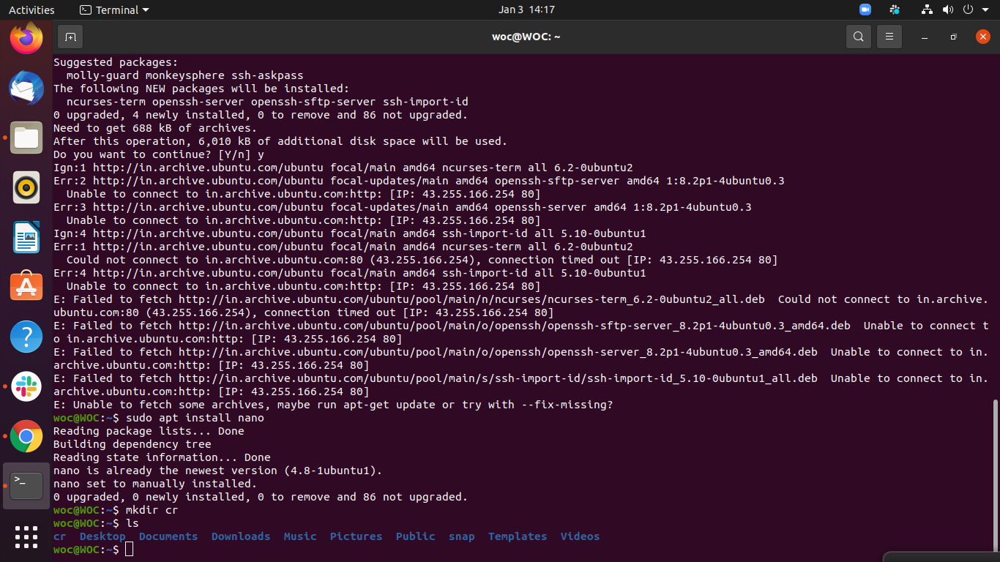 Activities Terminal Jan 3 14:17
woc@WOC: ~
Suggested packages:
  molly-guard monkeysphere ssh-askpass
The following NEW packages will be installed:
  ncurses-term openssh-server openssh-sftp-server ssh-import-id
0 upgraded, 4 newly installed, 0 to remove and 86 not upgraded.
Need to get 688 kB of archives.
After this operation, 6,010 kB of additional disk space will be used.
Do you want to continue? [Y/n] y
Ign:1 http://in.archive.ubuntu.com/ubuntu focal/main amd64 ncurses-term all 6.2-0ubuntu2
Err:2 http://in.archive.ubuntu.com/ubuntu focal-updates/main amd64 openssh-sftp-server amd64 1:8.2p1-4ubuntu0.3
  Unable to connect to in.archive.ubuntu.com:http: [IP: 43.255.166.254 80]
Err:3 http://in.archive.ubuntu.com/ubuntu focal-updates/main amd64 openssh-server amd64 1:8.2p1-4ubuntu0.3
  Unable to connect to in.archive.ubuntu.com:http: [IP: 43.255.166.254 80]
Ign:4 http://in.archive.ubuntu.com/ubuntu focal/main amd64 ssh-import-id all 5.10-0ubuntu1
Err:1 http://in.archive.ubuntu.com/ubuntu focal/main amd64 ncurses-term all 6.2-0ubuntu2
  Could not connect to in.archive.ubuntu.com:80 (43.255.166.254), connection timed out [IP: 43.255.166.254 80]
Err:4 http://in.archive.ubuntu.com/ubuntu focal/main amd64 ssh-import-id all 5.10-0ubuntu1
  Unable to connect to in.archive.ubuntu.com:http: [IP: 43.255.166.254 80]
E: Failed to fetch http://in.archive.ubuntu.com/ubuntu/pool/main/n/ncurses/ncurses-term_6.2-0ubuntu2_all.deb  Could not connect to in.archive.
ubuntu.com:80 (43.255.166.254), connection timed out [IP: 43.255.166.254 80]
E: Failed to fetch http://in.archive.ubuntu.com/ubuntu/pool/main/o/openssh/openssh-sftp-server_8.2p1-4ubuntu0.3_amd64.deb  Unable to connect t
o in.archive.ubuntu.com:http: [IP: 43.255.166.254 80]
E: Failed to fetch http://in.archive.ubuntu.com/ubuntu/pool/main/o/openssh/openssh-server_8.2p1-4ubuntu0.3_amd64.deb  Unable to connect to in.
archive.ubuntu.com:http: [IP: 43.255.166.254 80]
E: Failed to fetch http://in.archive.ubuntu.com/ubuntu/pool/main/s/ssh-import-id/ssh-import-id_5.10-0ubuntu1_all.deb  Unable to connect to in.
archive.ubuntu.com:http: [IP: 43.255.166.254 80]
E: Unable to fetch some archives, maybe run apt-get update or try with --fix-missing?
woc@WOC:~$ sudo apt install nano
Reading package lists... Done
Building dependency tree
Reading state information... Done
nano is already the newest version (4.8-1ubuntu1).
nano set to manually installed.
0 upgraded, 0 newly installed, 0 to remove and 86 not upgraded.
woc@WOC:~$ mkdir cr
woc@WOC:~$ ls
cr  Desktop  Documents  Downloads  Music  Pictures  Public  snap  Templates  Videos
woc@WOC:~$